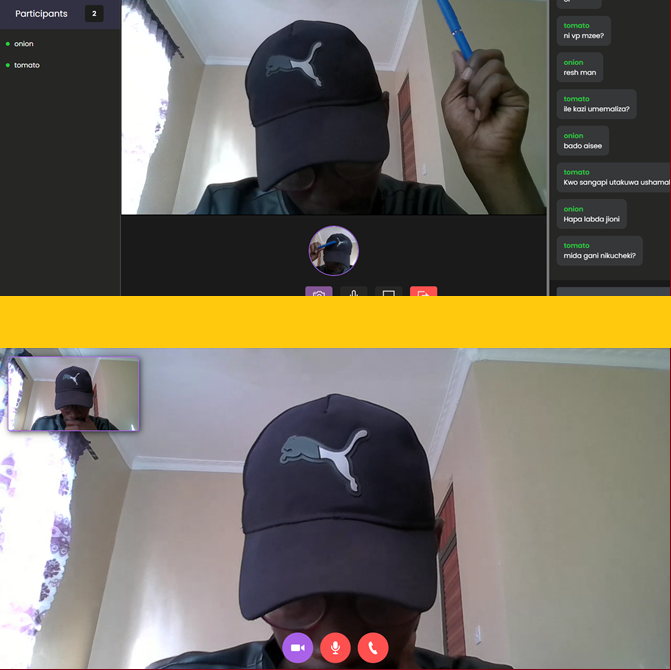 Participants
2
onion
tomato
tomato
ni vp mzee?
onion
resh man
tomato
ile kazi umemaliza?
onion
bado aisee
tomato
Kwo sangapi utakuwa ushamal
onion
Hapa labda jioni
tomato
mida gani nikucheki?